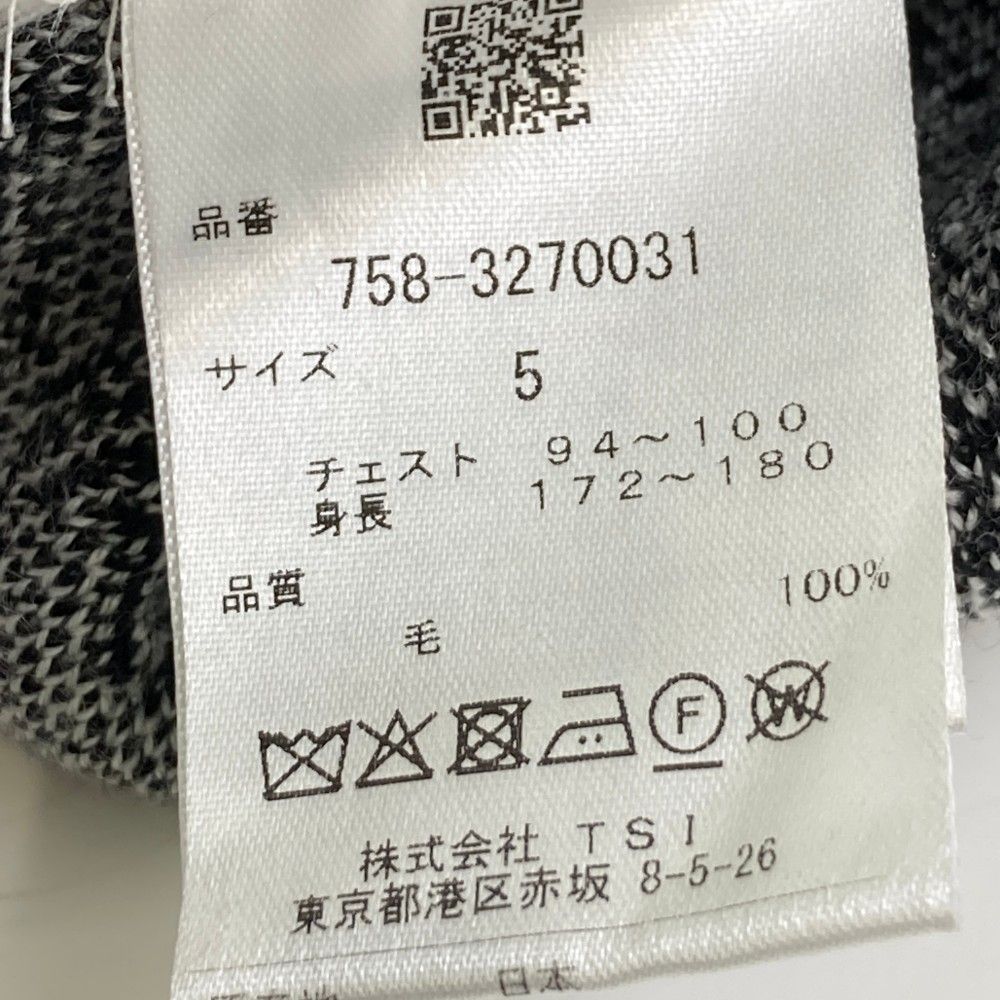 品番
758-3270031
サイズ 5
チェスト 94〜100
身長 172〜180
品質
毛 100%
F W
株式会社 TSI
東京都港区赤坂 8-5-26
日本